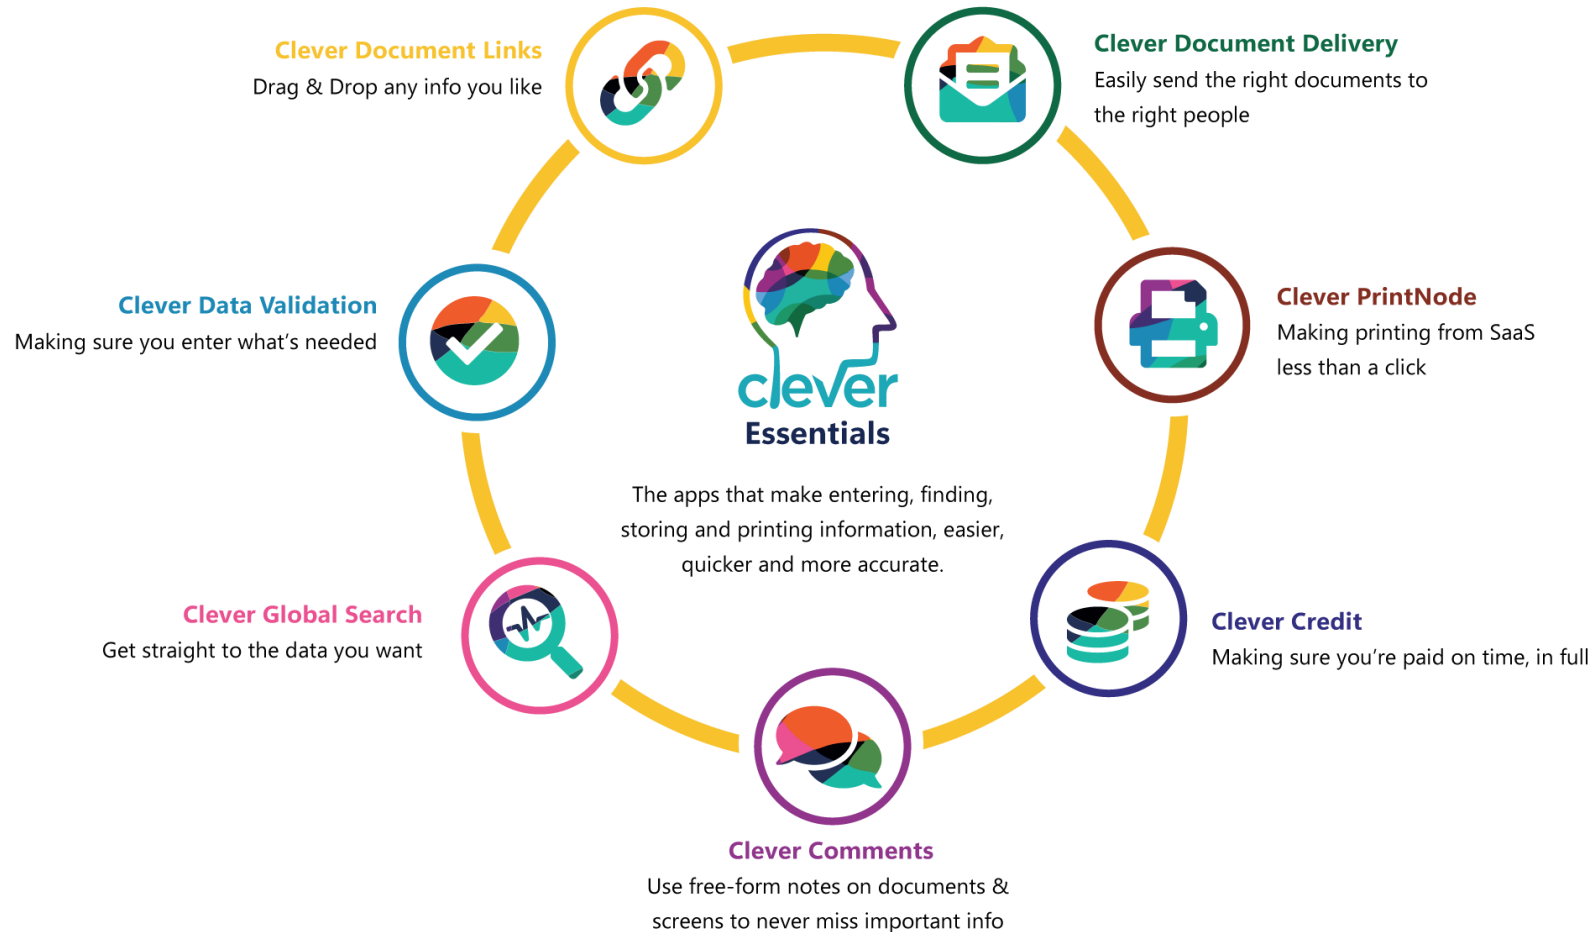 Clever Document Links
Drag & Drop any info you like
Clever Document Delivery
Easily send the right documents to
the right people
Clever Data Validation
Making sure you enter what’s needed
Clever PrintNode
Making printing from SaaS
less than a click
clever
Essentials
The apps that make entering, finding,
storing and printing information, easier,
quicker and more accurate.
Clever Global Search
Get straight to the data you want
Clever Credit
Making sure you’re paid on time, in full
Clever Comments
Use free-form notes on documents &
screens to never miss important info